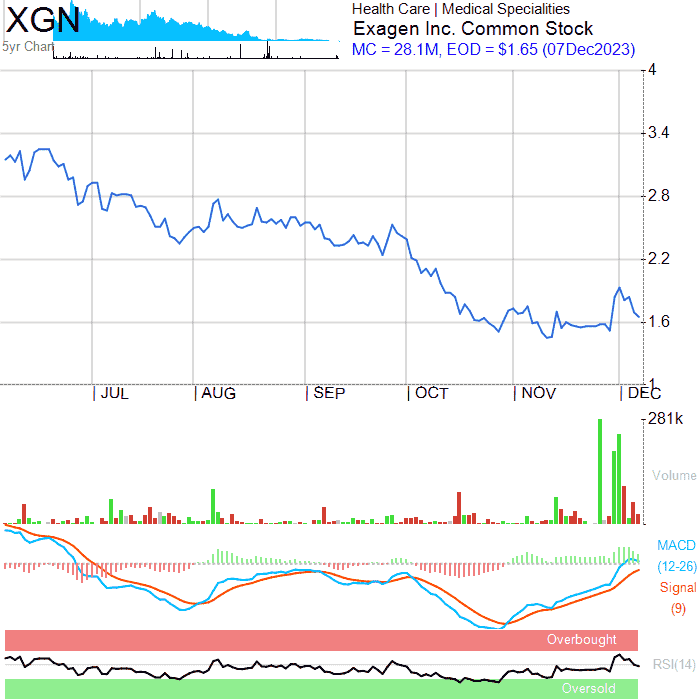 XGN
5yr Chart
Health Care | Medical Specialities
Exagen Inc. Common Stock
MC = 28.1M, EOD = $1.65 (07Dec2023)
4
3.4
2.8
2.2
1.6
1
JUL AUG SEP OCT NOV DEC
281k
Volume
MACD
(12-26)
Signal
(9)
Overbought
RSI(14)
Oversold